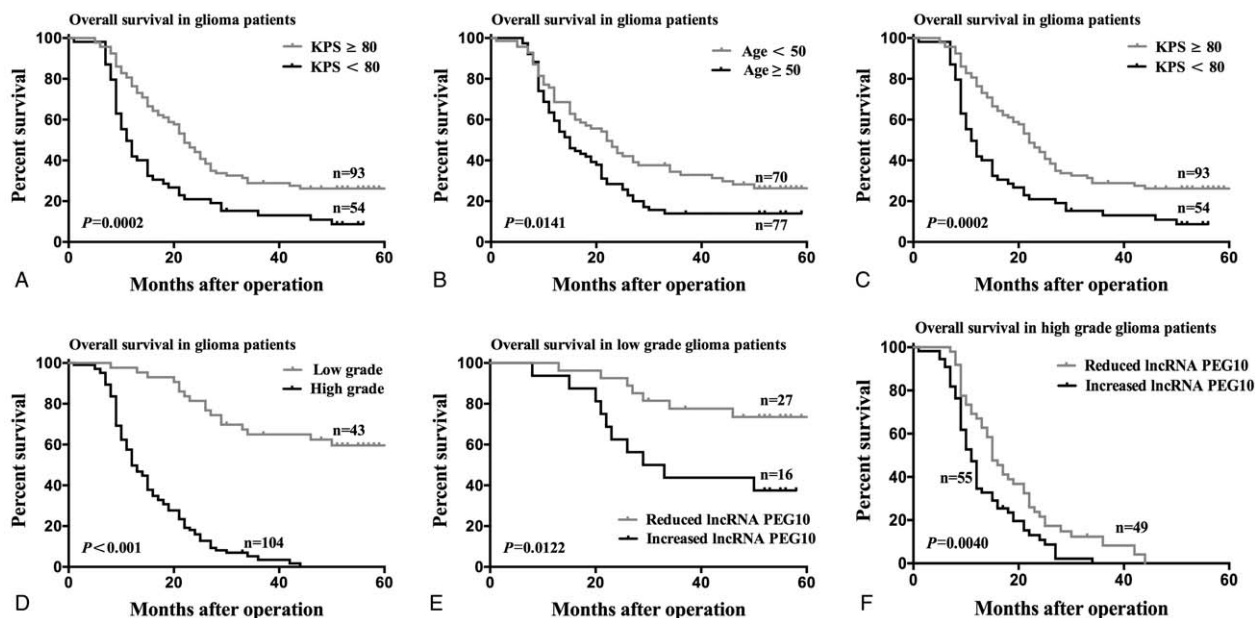 Overall survival in glioma patients
100
80
60
40
20
0
Percent survival
KPS ≥ 80
KPS < 80
n=93
n=54
P=0.0002
0 20 40 60
Months after operation
A
Overall survival in glioma patients
100
80
60
40
20
0
Percent survival
Age < 50
Age ≥ 50
n=70
n=77
P=0.0141
0 20 40 60
Months after operation
B
Overall survival in glioma patients
100
80
60
40
20
0
Percent survival
KPS ≥ 80
KPS < 80
n=93
n=54
P=0.0002
0 20 40 60
Months after operation
C
Overall survival in glioma patients
100
80
60
40
20
0
Percent survival
Low grade
High grade
n=43
n=104
P<0.001
0 20 40 60
Months after operation
D
Overall survival in low grade glioma patients
100
80
60
40
20
0
Percent survival
n=27
n=16
Reduced lncRNA PEG10
Increased lncRNA PEG10
P=0.0122
0 20 40 60
Months after operation
E
Overall survival in high grade glioma patients
100
80
60
40
20
0
Percent survival
Reduced lncRNA PEG10
Increased lncRNA PEG10
n=55
n=49
P=0.0040
0 20 40 60
Months after operation
F